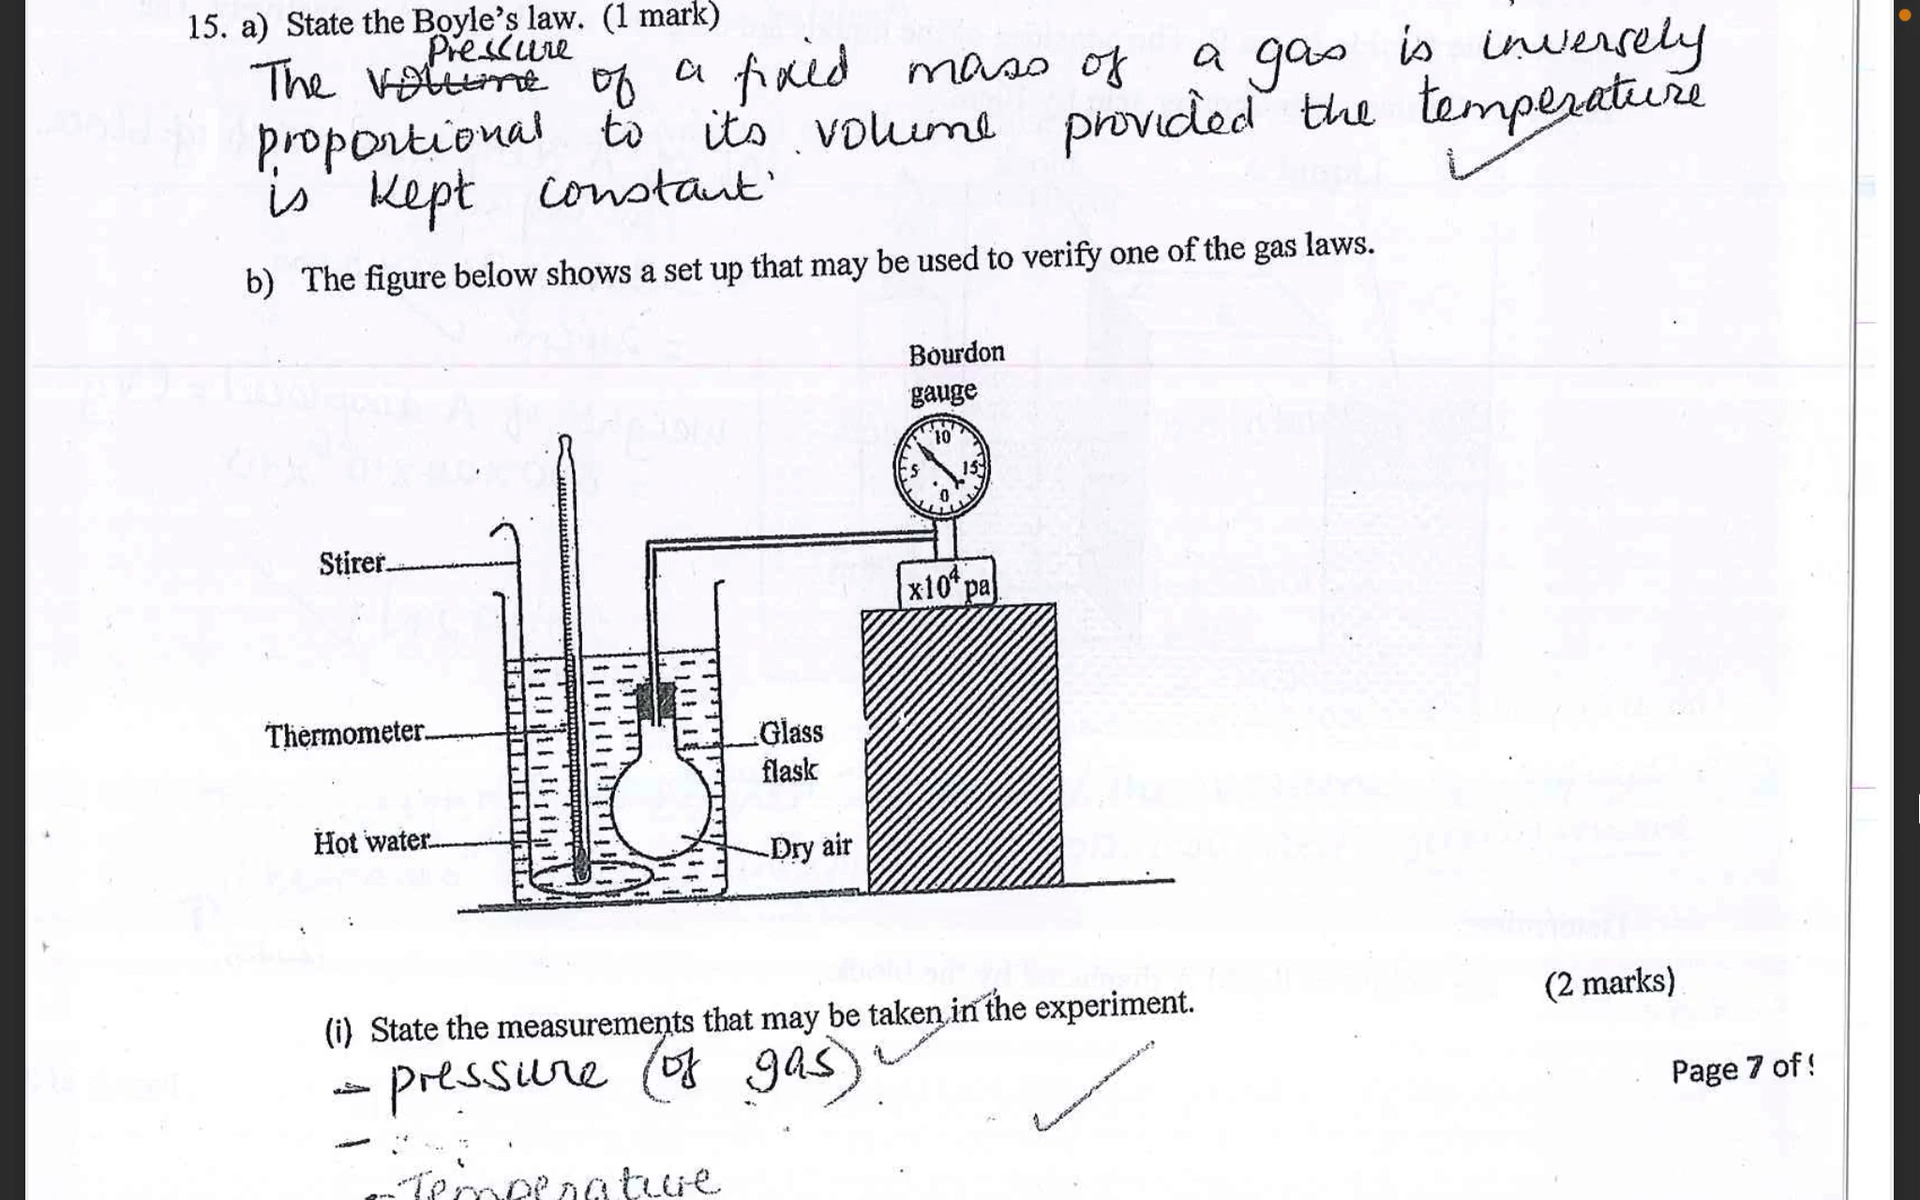 15. a) State the Boyle's law. (1 mark)
Pressure
The volume of a fixed mass of a gas is inversely
proportional to its volume provided the temperature
is kept constant.
b) The figure below shows a set up that may be used to verify one of the gas laws.
Bourdon
gauge
10
5
15
0
Stirer
x10⁴ pa
Thermometer
Glass
flask
Hot water
Dry air
(2 marks)
(i) State the measurements that may be taken in the experiment.
- pressure (of gas)
Page 7 of
-
- Temperature